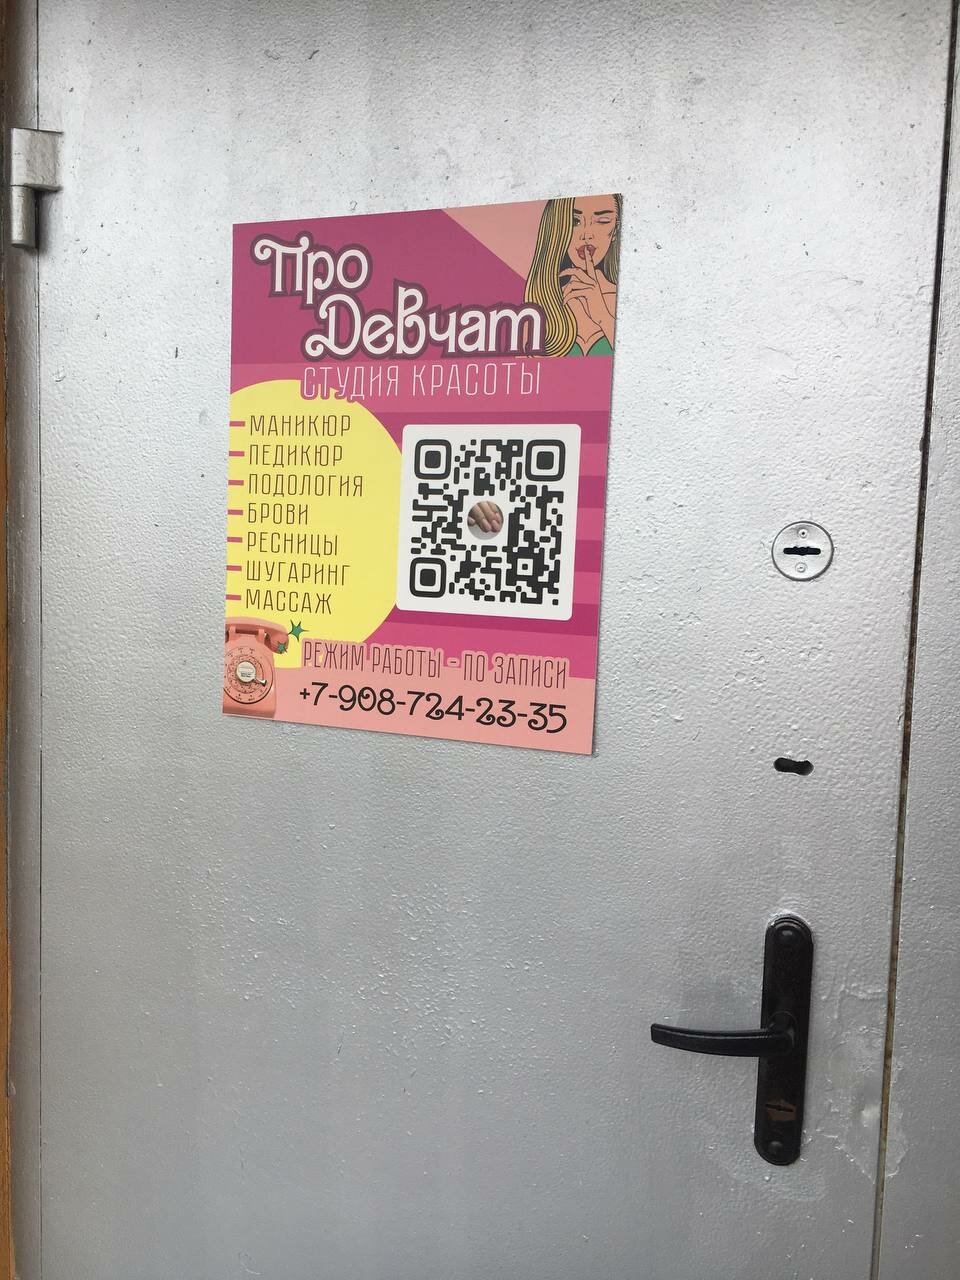 Про
Девчат
СТУДИЯ КРАСОТЫ
МАНИКЮР
ПЕДИКЮР
ПОДОЛОГИЯ
БРОВИ
РЕСНИЦЫ
ШУГАРИНГ
МАССАЖ
РЕЖИМ РАБОТЫ - ПО ЗАПИСИ
+7-908-724-23-35